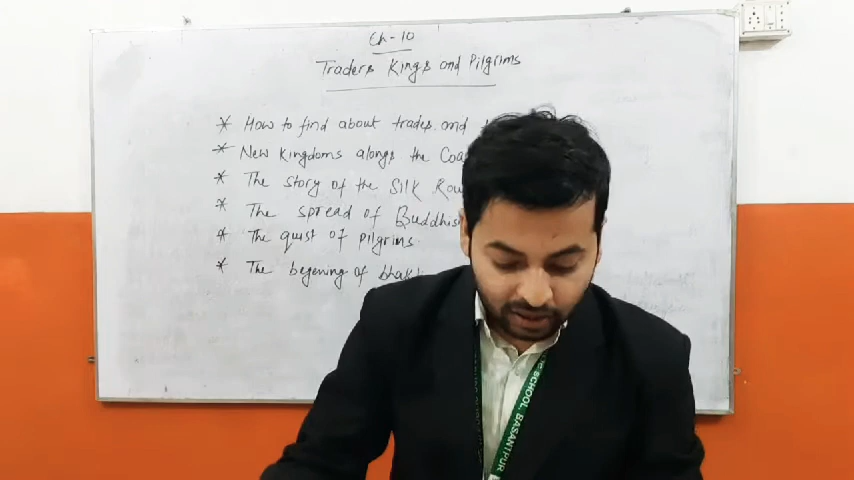 Ch-10
Traders Kings and Pilgrims
* How to find about trades and
* New Kingdoms alongs the Coa
* The story of the Silk Rou
* The spread of Buddhis
* The quist of pilgrims.
* The begening of bhak
SCHOOL, BASANTPUR